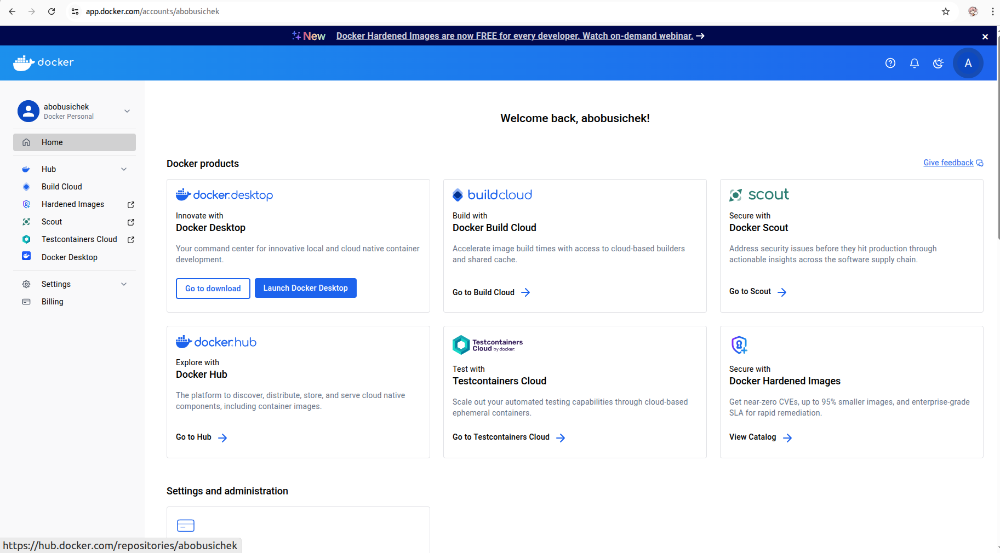 app.docker.com/accounts/abobusichek
New Docker Hardened Images are now FREE for every developer. Watch on-demand webinar.
docker
A
abobusichek
Docker Personal
Home
Hub
Build Cloud
Hardened Images
Scout
Testcontainers Cloud
Docker Desktop
Settings
Billing
Welcome back, abobusichek!
Docker products
Give feedback
docker.desktop
Innovate with
Docker Desktop
Your command center for innovative local and cloud native container
development.
Go to download
Launch Docker Desktop
buildcloud
Build with
Docker Build Cloud
Accelerate image build times with access to cloud-based builders
and shared cache.
Go to Build Cloud
scout
Secure with
Docker Scout
Address security issues before they hit production through
actionable insights across the software supply chain.
Go to Scout
docker.hub
Explore with
Docker Hub
The platform to discover, distribute, store, and serve cloud native
components, including container images.
Go to Hub
Testcontainers
Cloud by docker.
Test with
Testcontainers Cloud
Scale out your automated testing capabilities through cloud-based
ephemeral containers.
Go to Testcontainers Cloud
Secure with
Docker Hardened Images
Get near-zero CVEs, up to 95% smaller images, and enterprise-grade
SLA for rapid remediation.
View Catalog
Settings and administration
https://hub.docker.com/repositories/abobusichek